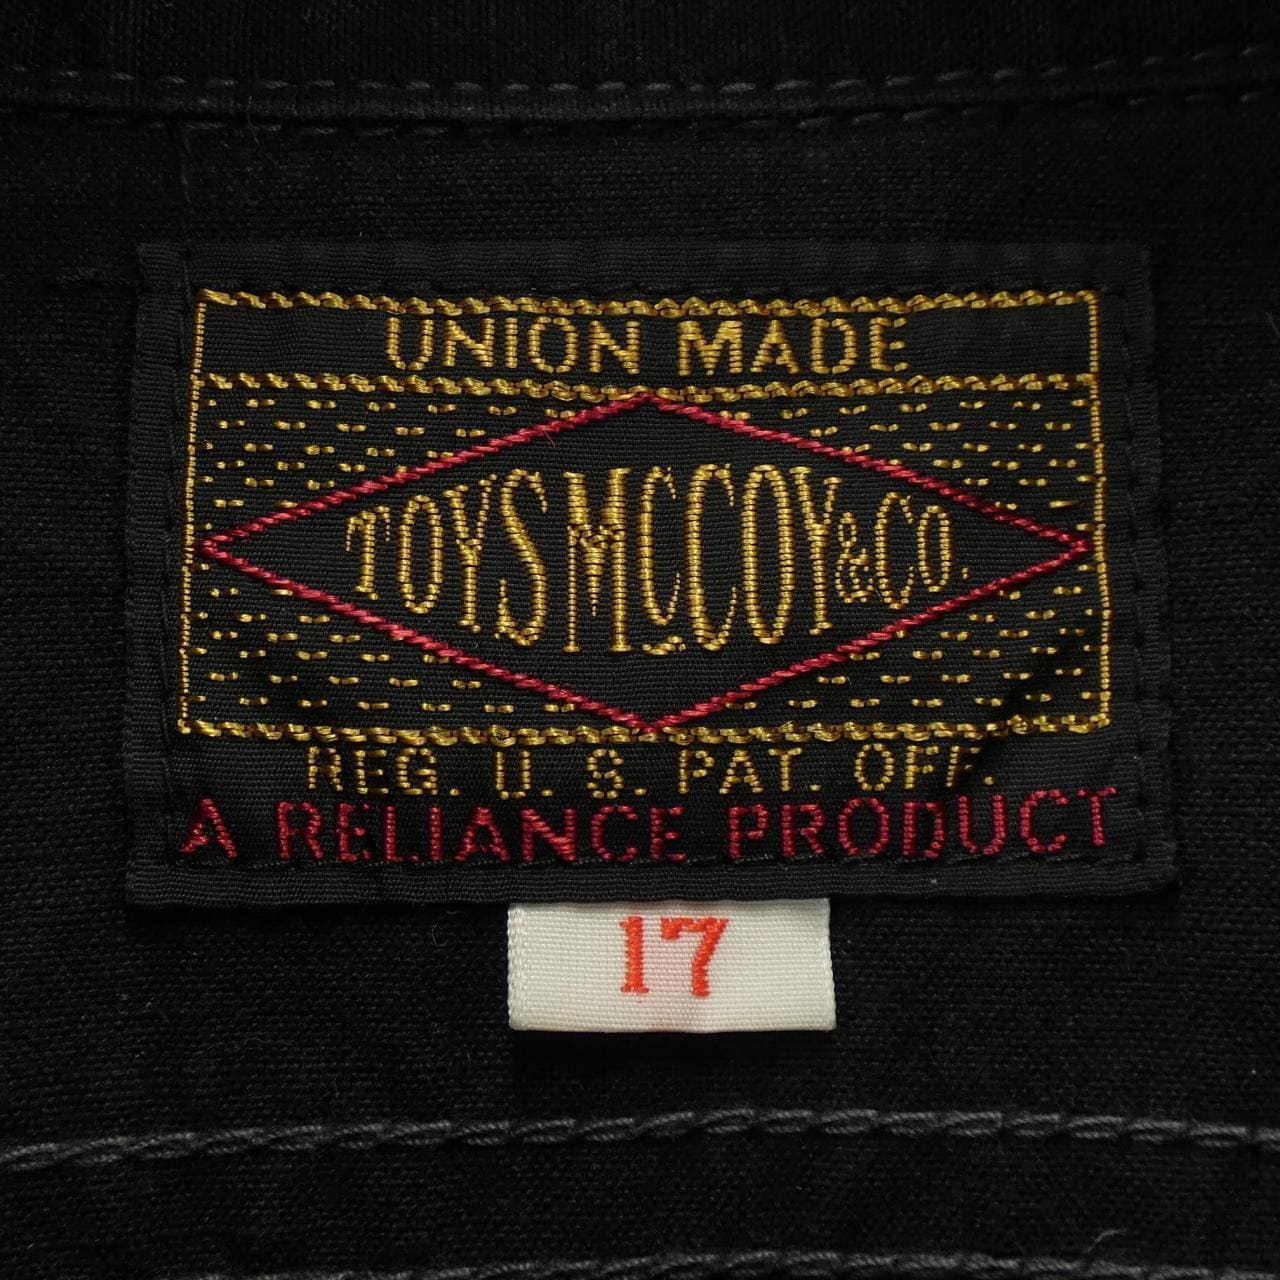 UNION MADE
TOYS McCOY & CO.
REG. U. S. PAT. OFF.
A RELIANCE PRODUCT
17